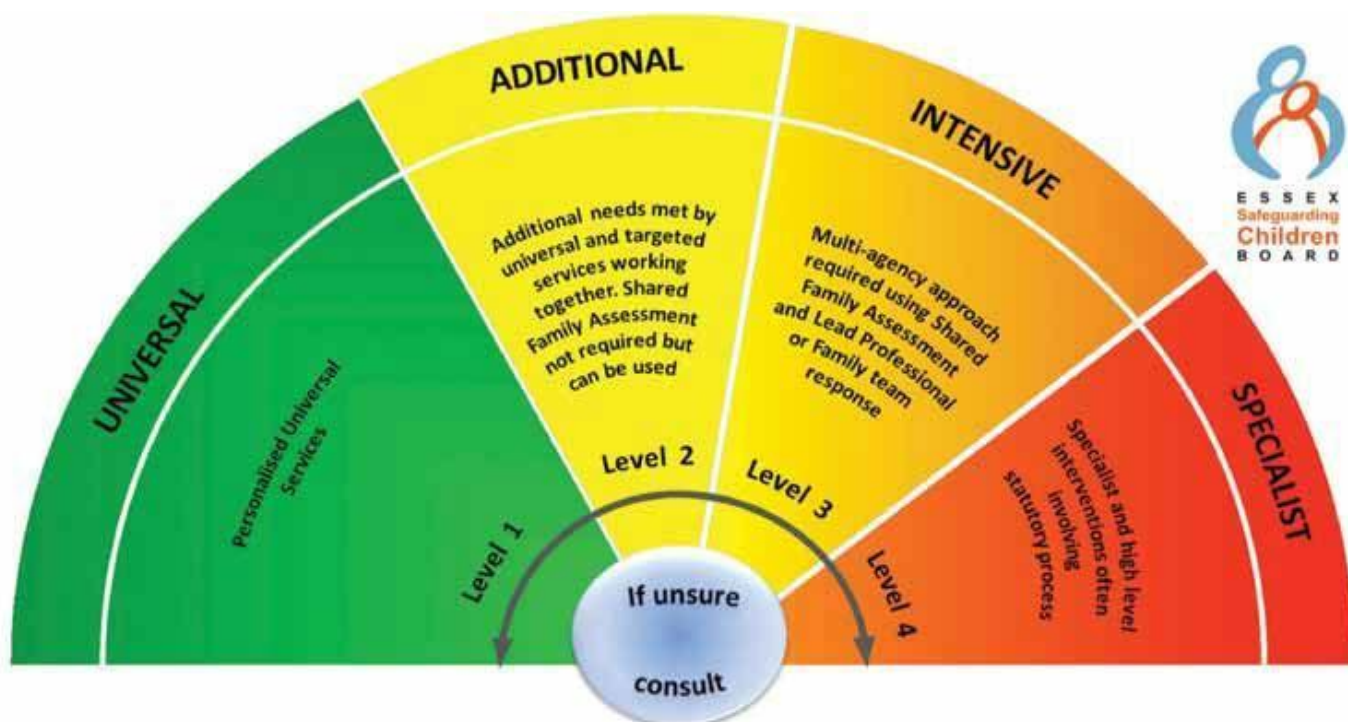 UNIVERSAL
Personalised Universal
Services
Level 1
ADDITIONAL
Additional needs met by
universal and targeted
services working
together. Shared
Family Assessment
not required but
can be used
Level 2
INTENSIVE
Multi-agency approach
required using Shared
Family Assessment
and Lead Professional
or Family team
response
Level 3
SPECIALIST
Specialist and high level
interventions often
involving
statutory process
Level 4
If unsure
consult
ESSEX
Safeguarding
Children
BOARD